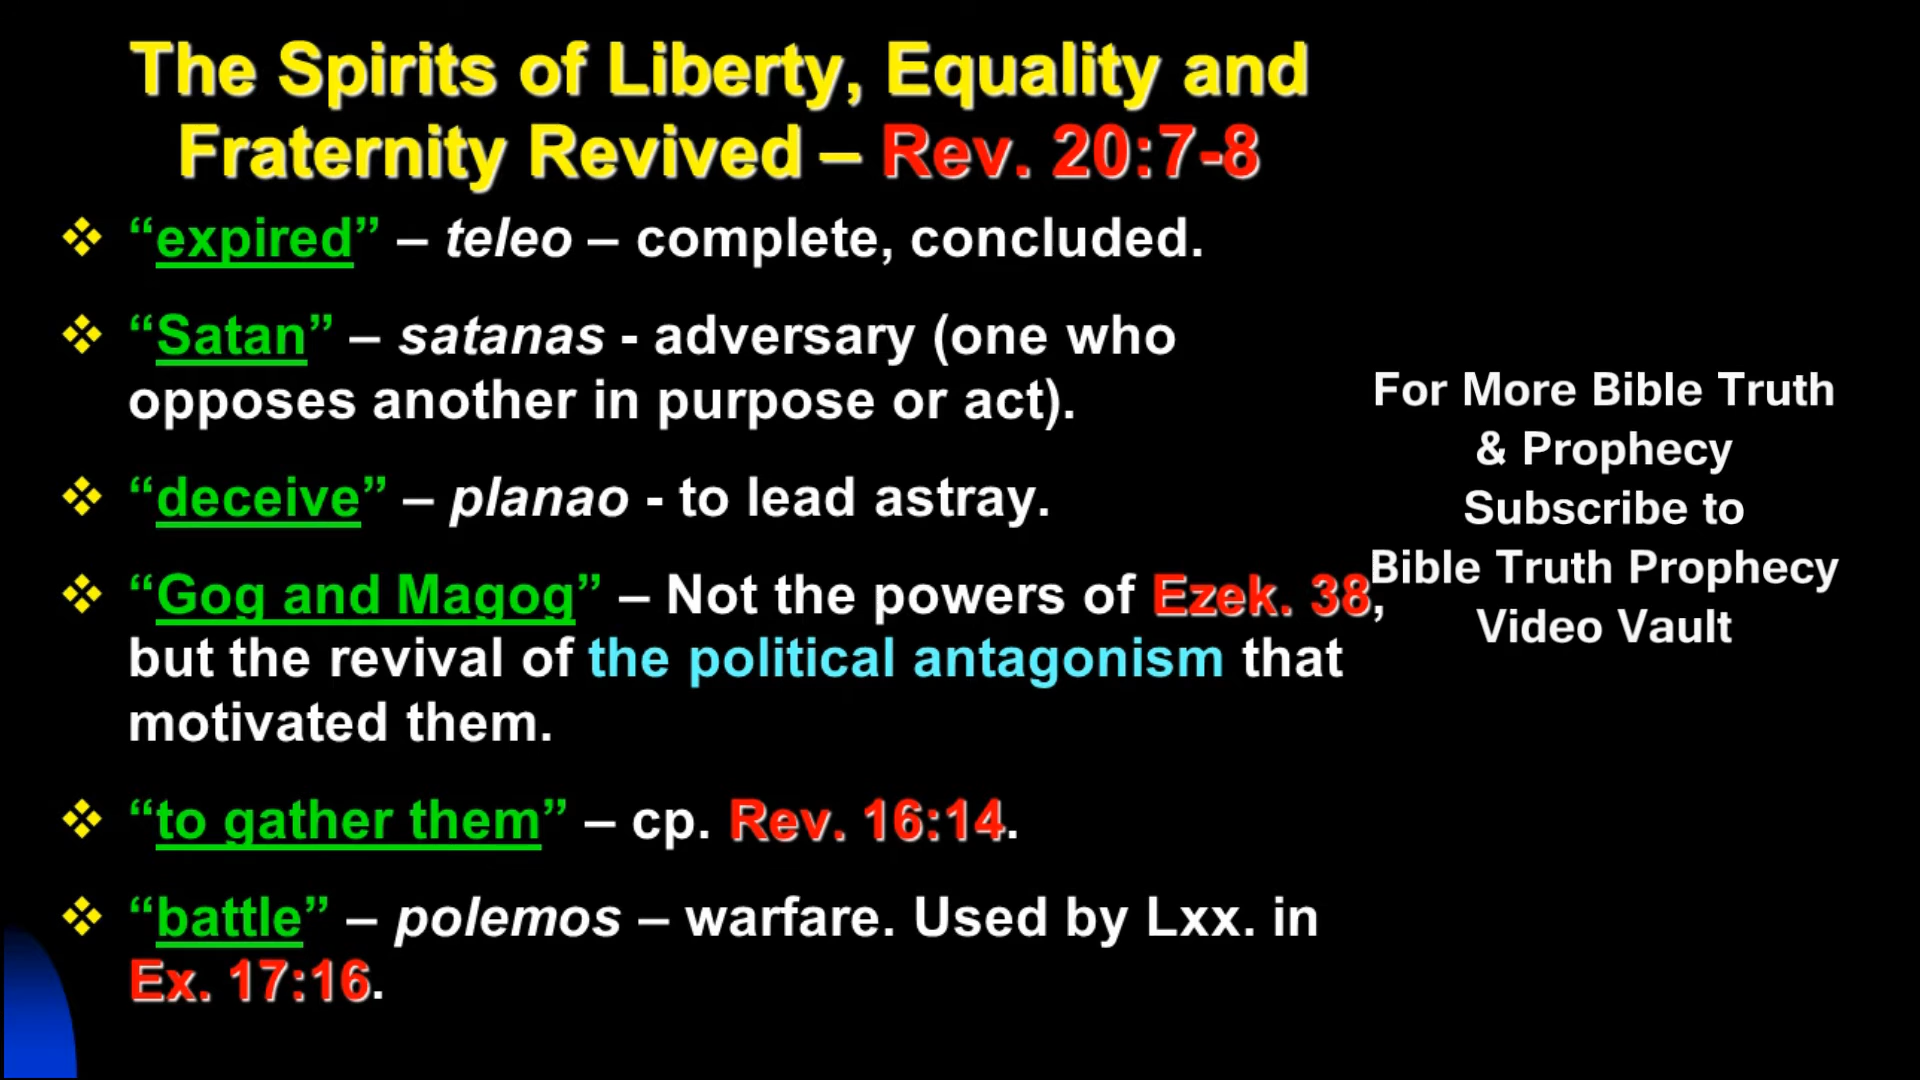 The Spirits of Liberty, Equality and
Fraternity Revived – Rev. 20:7-8
“expired” – teleo – complete, concluded.
“Satan” – satanas - adversary (one who
opposes another in purpose or act).
“deceive” – planao - to lead astray.
“Gog and Magog” – Not the powers of Ezek. 38,
but the revival of the political antagonism that
motivated them.
“to gather them” – cp. Rev. 16:14.
“battle” – polemos – warfare. Used by Lxx. in
Ex. 17:16.
For More Bible Truth
& Prophecy
Subscribe to
Bible Truth Prophecy
Video Vault